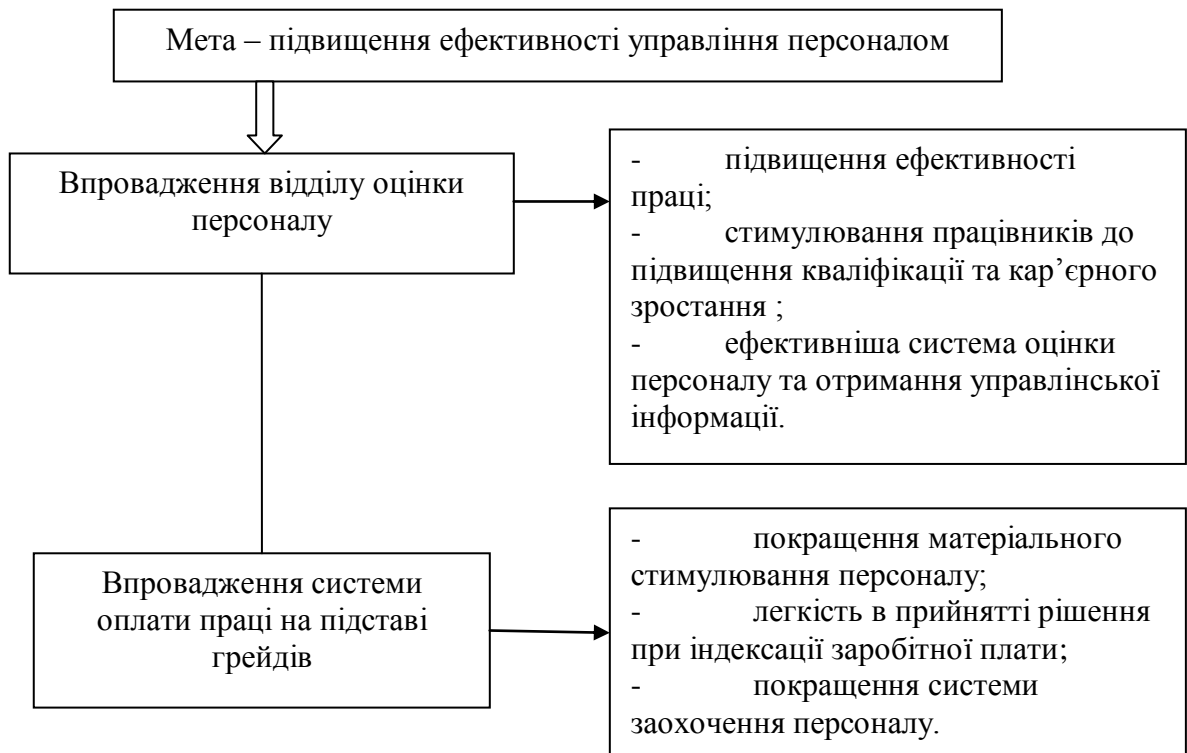 Мета – підвищення ефективності управління персоналом
Впровадження відділу оцінки
персоналу
- підвищення ефективності
праці;
- стимулювання працівників до
підвищення кваліфікації та кар’єрного
зростання ;
- ефективніша система оцінки
персоналу та отримання управлінської
інформації.
Впровадження системи
оплати праці на підставі
грейдів
- покращення матеріального
стимулювання персоналу;
- легкість в прийнятті рішення
при індексації заробітної плати;
- покращення системи
заохочення персоналу.